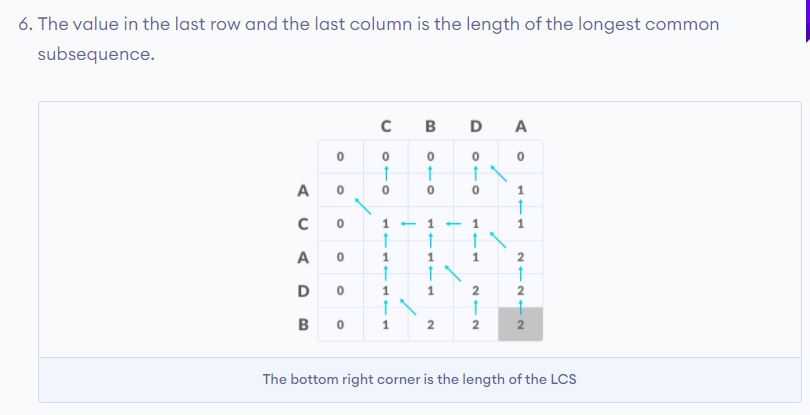 6. The value in the last row and the last column is the length of the longest common
subsequence.
C B D A
0 0 0 0 0
A 0 0 0 0 1
C 0 1 1 1 1
A 0 1 1 1 2
D 0 1 1 2 2
B 0 1 2 2 2
The bottom right corner is the length of the LCS